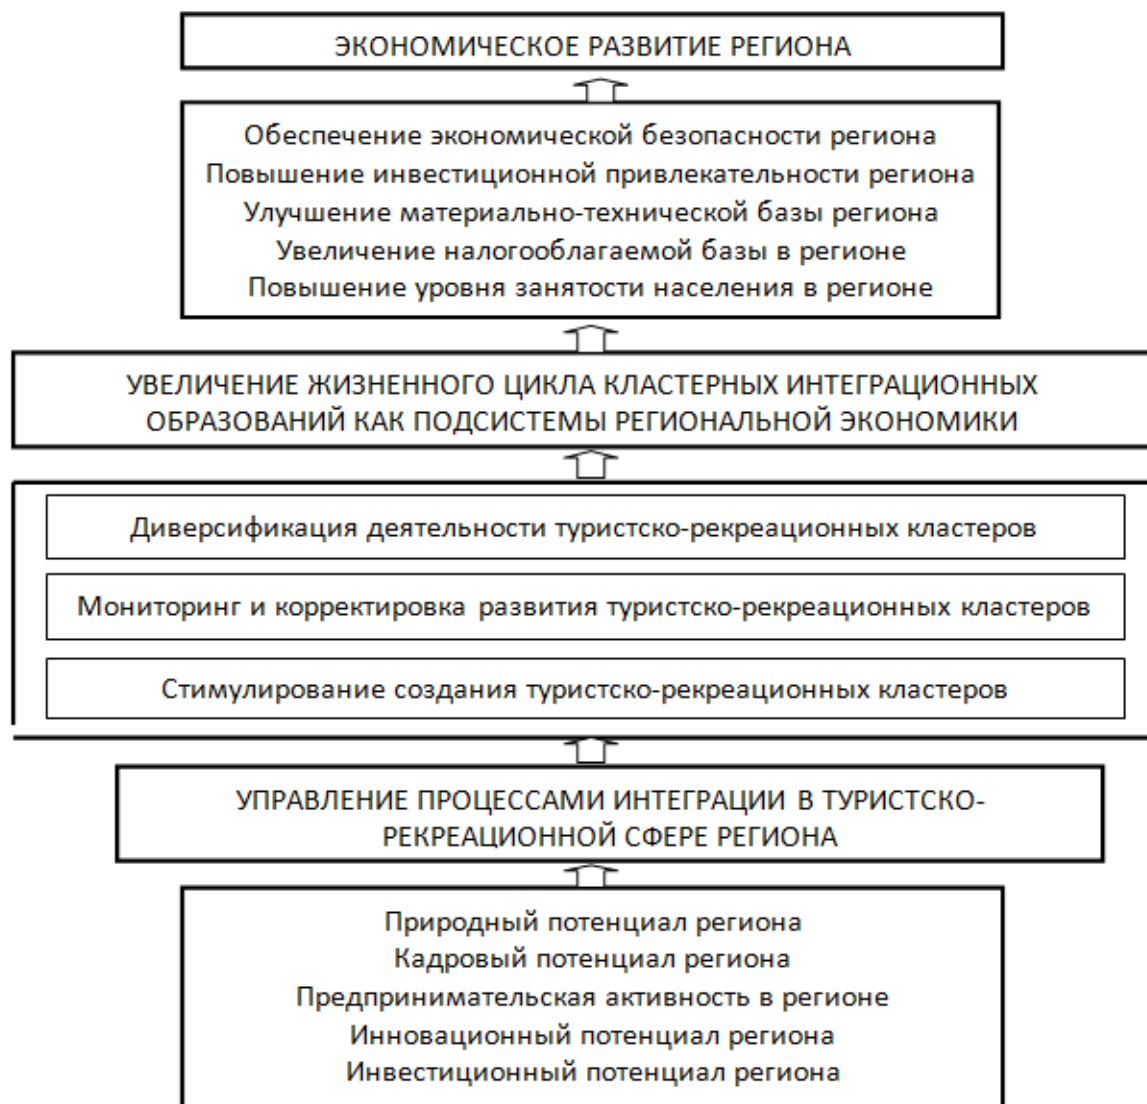 ЭКОНОМИЧЕСКОЕ РАЗВИТИЕ РЕГИОНА
Обеспечение экономической безопасности региона
Повышение инвестиционной привлекательности региона
Улучшение материально-технической базы региона
Увеличение налогооблагаемой базы в регионе
Повышение уровня занятости населения в регионе
УВЕЛИЧЕНИЕ ЖИЗНЕННОГО ЦИКЛА КЛАСТЕРНЫХ ИНТЕГРАЦИОННЫХ
ОБРАЗОВАНИЙ КАК ПОДСИСТЕМЫ РЕГИОНАЛЬНОЙ ЭКОНОМИКИ
Диверсификация деятельности туристско-рекреационных кластеров
Мониторинг и корректировка развития туристско-рекреационных кластеров
Стимулирование создания туристско-рекреационных кластеров
УПРАВЛЕНИЕ ПРОЦЕССАМИ ИНТЕГРАЦИИ В ТУРИСТСКО-
РЕКРЕАЦИОННОЙ СФЕРЕ РЕГИОНА
Природный потенциал региона
Кадровый потенциал региона
Предпринимательская активность в регионе
Инновационный потенциал региона
Инвестиционный потенциал региона